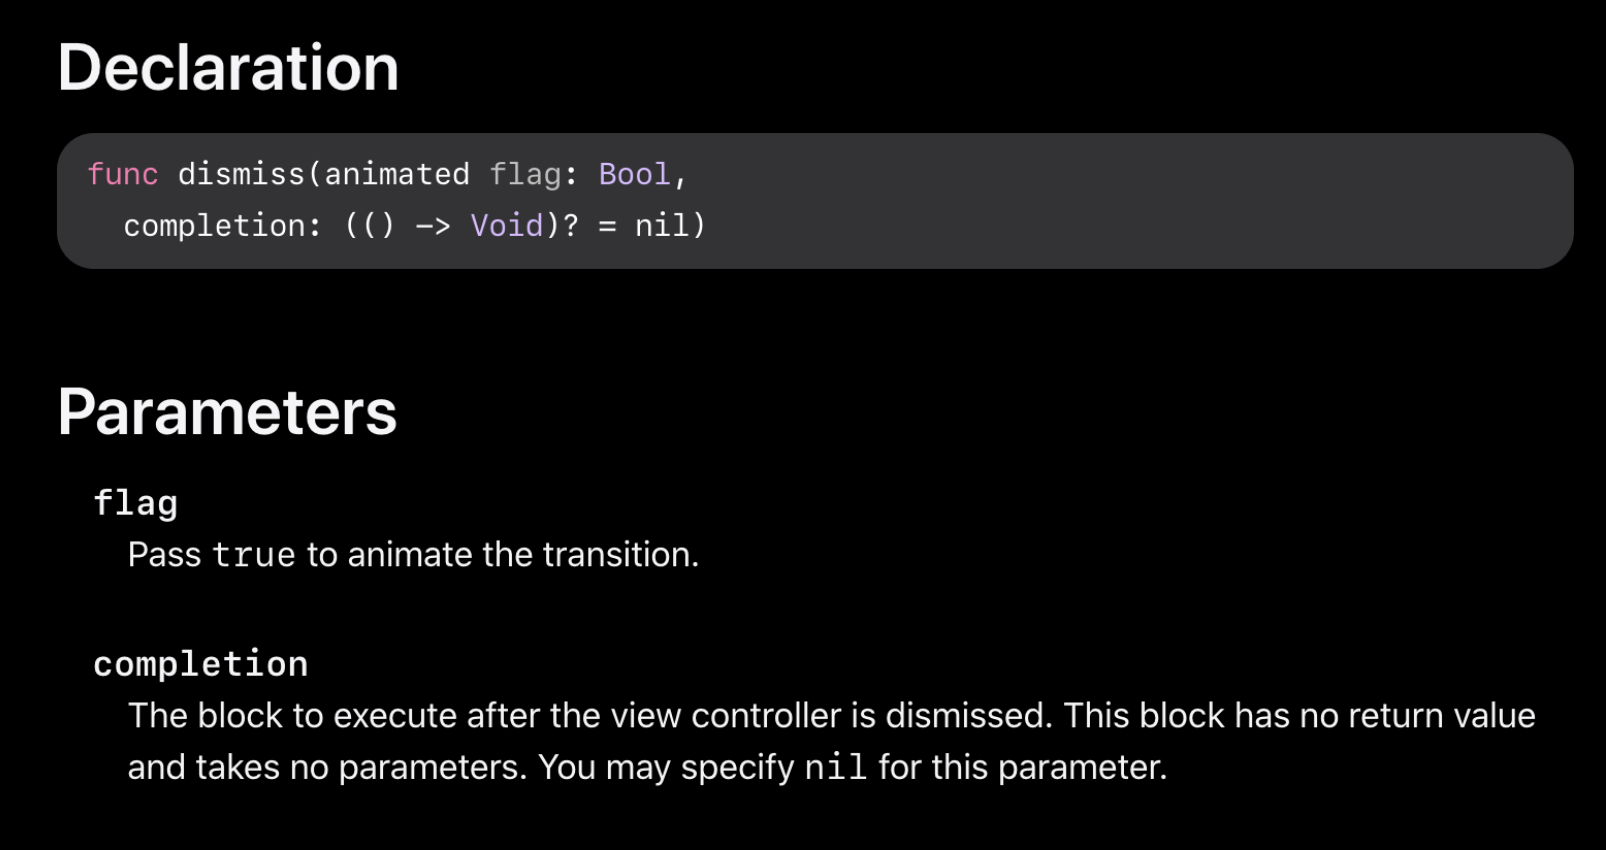 Declaration
func dismiss(animated flag: Bool,
completion: (() -> Void)? = nil)
Parameters
flag
Pass true to animate the transition.
completion
The block to execute after the view controller is dismissed. This block has no return value
and takes no parameters. You may specify nil for this parameter.